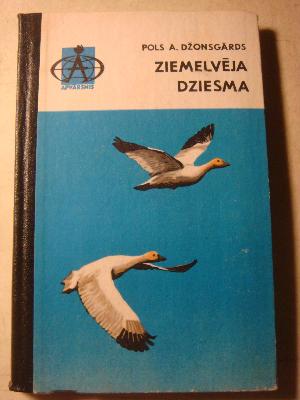 POLS A. DŽONSGĀRDS
ZIEMEĻVĒJA
DZIESMA
APVĀRSNIS